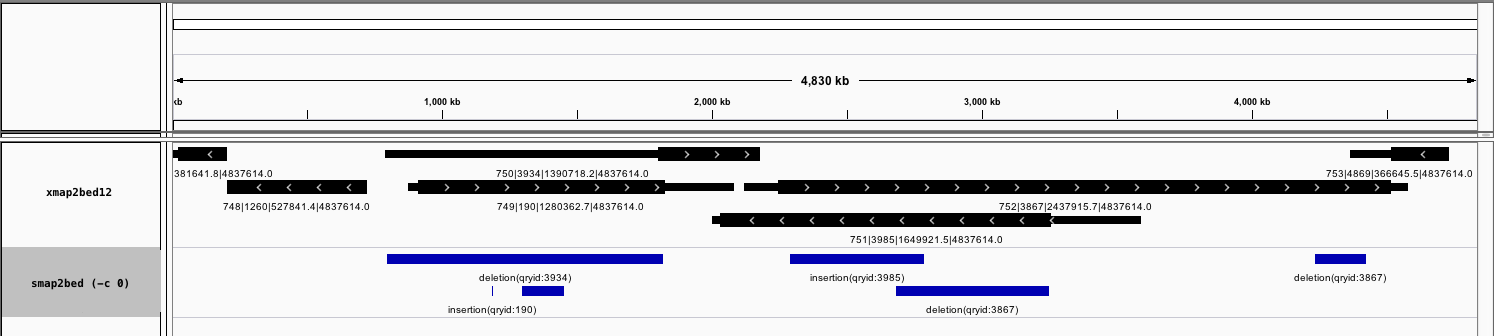 4,830 kb
kb 1,000 kb 2,000 kb 3,000 kb 4,000 kb
xmap2bed12
381641.8|4837614.0 750|3934|1390718.2|4837614.0 753|4869|366645.5|4837614.0
748|1260|527841.4|4837614.0 749|190|1280362.7|4837614.0 752|3867|2437915.7|4837614.0
751|3985|1649921.5|4837614.0
smap2bed (-c 0)
deletion(qryid:3934) insertion(qryid:3985) deletion(qryid:3867)
insertion(qryid:190) deletion(qryid:3867)